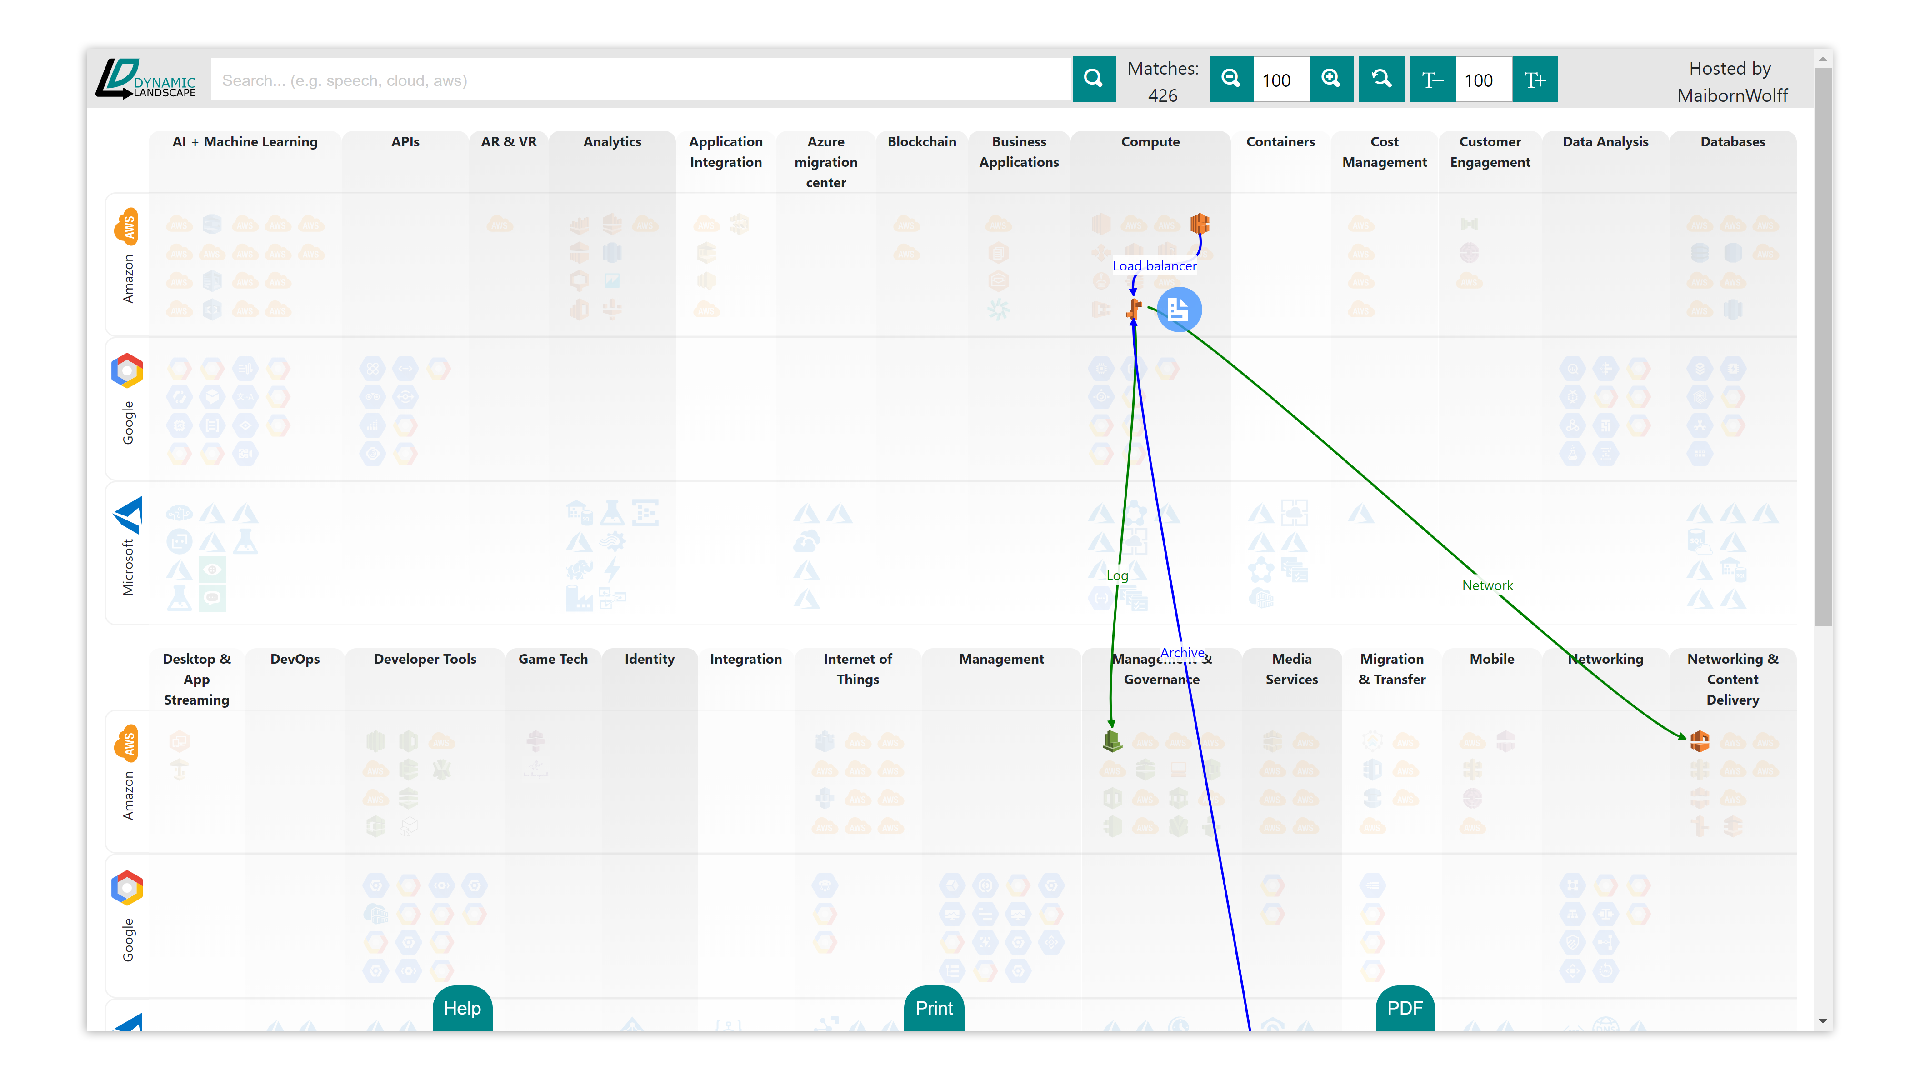 DYNAMIC
LANDSCAPE
Search... (e.g. speech, cloud, aws)
Matches:
426
100
T−
100
T+
Hosted by
MaibornWolff
AI + Machine Learning
APIs
AR & VR
Analytics
Application
Integration
Azure
migration
center
Blockchain
Business
Applications
Compute
Containers
Cost
Management
Customer
Engagement
Data Analysis
Databases
AWS
Amazon
Load balancer
Google
Microsoft
Log
Network
Archive
Desktop &
App
Streaming
DevOps
Developer Tools
Game Tech
Identity
Integration
Internet of
Things
Management
Management &
Governance
Media
Services
Migration
& Transfer
Mobile
Networking
Networking &
Content
Delivery
AWS
Amazon
Google
Help
Print
PDF